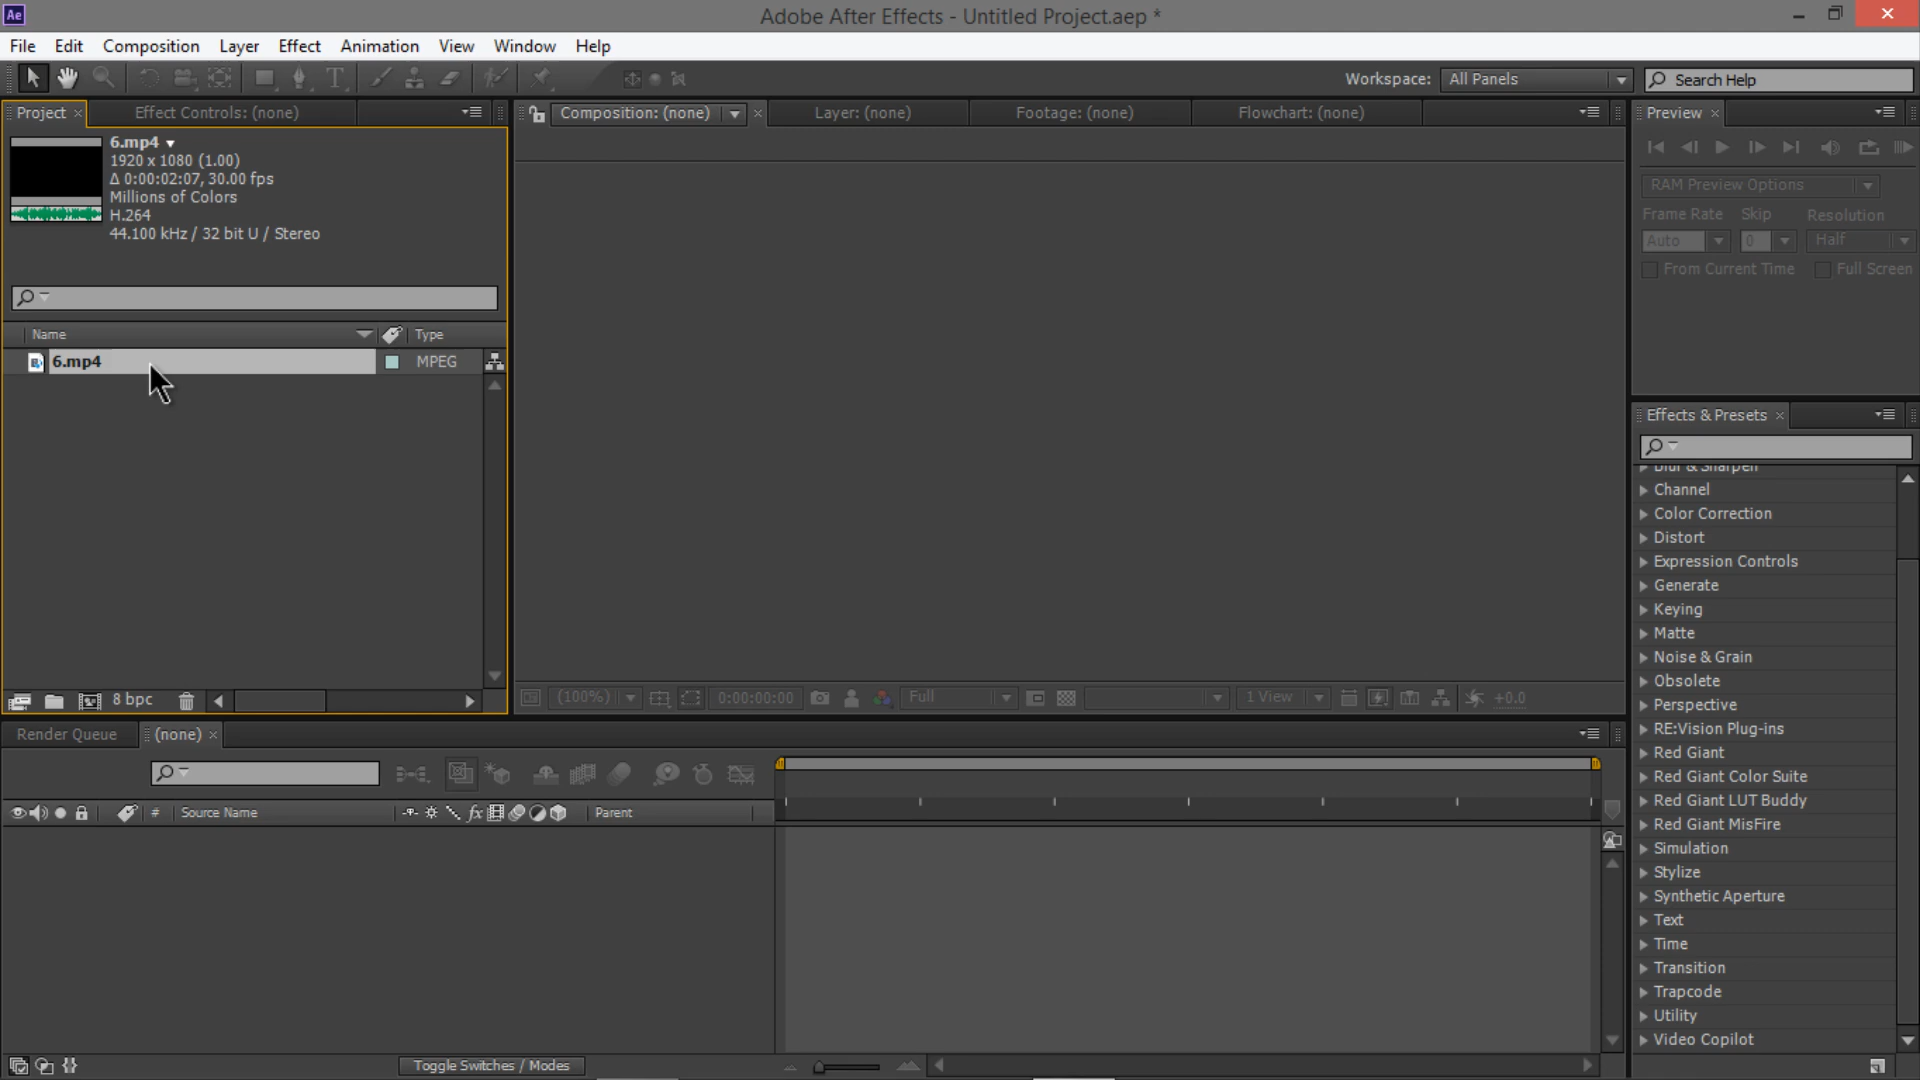 Ae
Adobe After Effects - Untitled Project.aep *
File Edit Composition Layer Effect Animation View Window Help
Workspace: All Panels
Search Help
Project × Effect Controls: (none)
Composition: (none) × Layer: (none) Footage: (none) Flowchart: (none)
Preview ×
6.mp4
1920 x 1080 (1.00)
Δ 0:00:02:07, 30.00 fps
Millions of Colors
H.264
44.100 kHz / 32 bit U / Stereo
RAM Preview Options
Frame Rate Skip Resolution
Auto 0 Half
From Current Time Full Screen
Name Type
6.mp4 MPEG
Effects & Presets ×
Blur & Sharpen
Channel
Color Correction
Distort
Expression Controls
Generate
Keying
Matte
Noise & Grain
Obsolete
Perspective
RE:Vision Plug-ins
Red Giant
Red Giant Color Suite
Red Giant LUT Buddy
Red Giant MisFire
Simulation
Stylize
Synthetic Aperture
Text
Time
Transition
Trapcode
Utility
Video Copilot
8 bpc
(100%) 0:00:00:00 Full 1 View +0.0
Render Queue (none) ×
# Source Name fx Parent
Toggle Switches / Modes